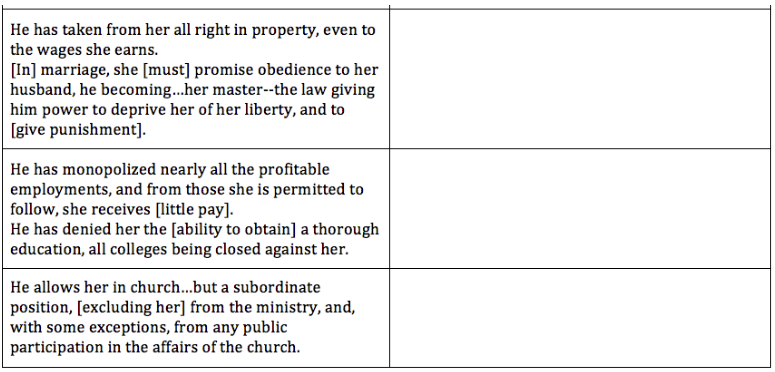 He has taken from her all right in property, even to
the wages she earns.
[In] marriage, she [must] promise obedience to her
husband, he becoming...her master--the law giving
him power to deprive her of her liberty, and to
[give punishment].
He has monopolized nearly all the profitable
employments, and from those she is permitted to
follow, she receives [little pay].
He has denied her the [ability to obtain] a thorough
education, all colleges being closed against her.
He allows her in church...but a subordinate
position, [excluding her] from the ministry, and,
with some exceptions, from any public
participation in the affairs of the church.